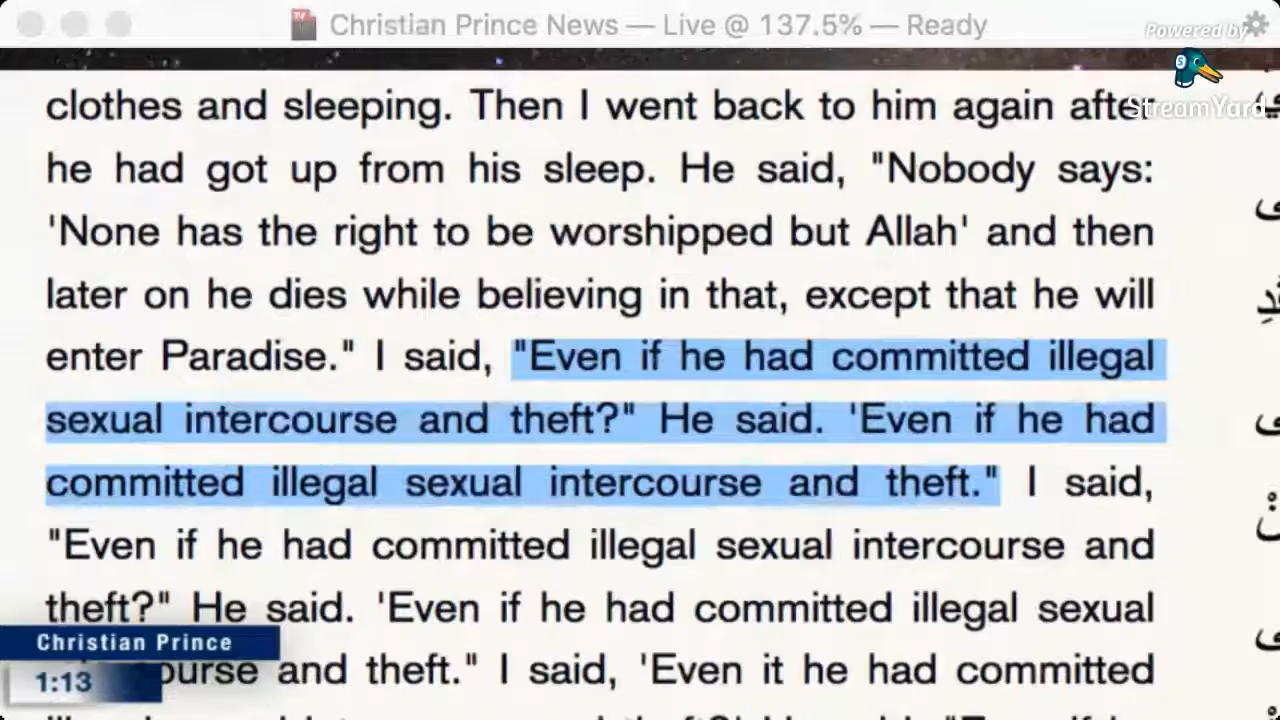 Christian Prince News — Live @ 137.5% — Ready
Powered by
StreamYard
clothes and sleeping. Then I went back to him again after
he had got up from his sleep. He said, "Nobody says:
'None has the right to be worshipped but Allah' and then
later on he dies while believing in that, except that he will
enter Paradise." I said, "Even if he had committed illegal
sexual intercourse and theft?" He said. 'Even if he had
committed illegal sexual intercourse and theft." I said,
"Even if he had committed illegal sexual intercourse and
theft?" He said. 'Even if he had committed illegal sexual
and theft." I said, 'Even it he had committed
Christian Prince
1:13